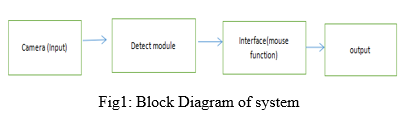 Camera (Input)
Detect module
Interface(mouse
function)
output
Fig1: Block Diagram of system